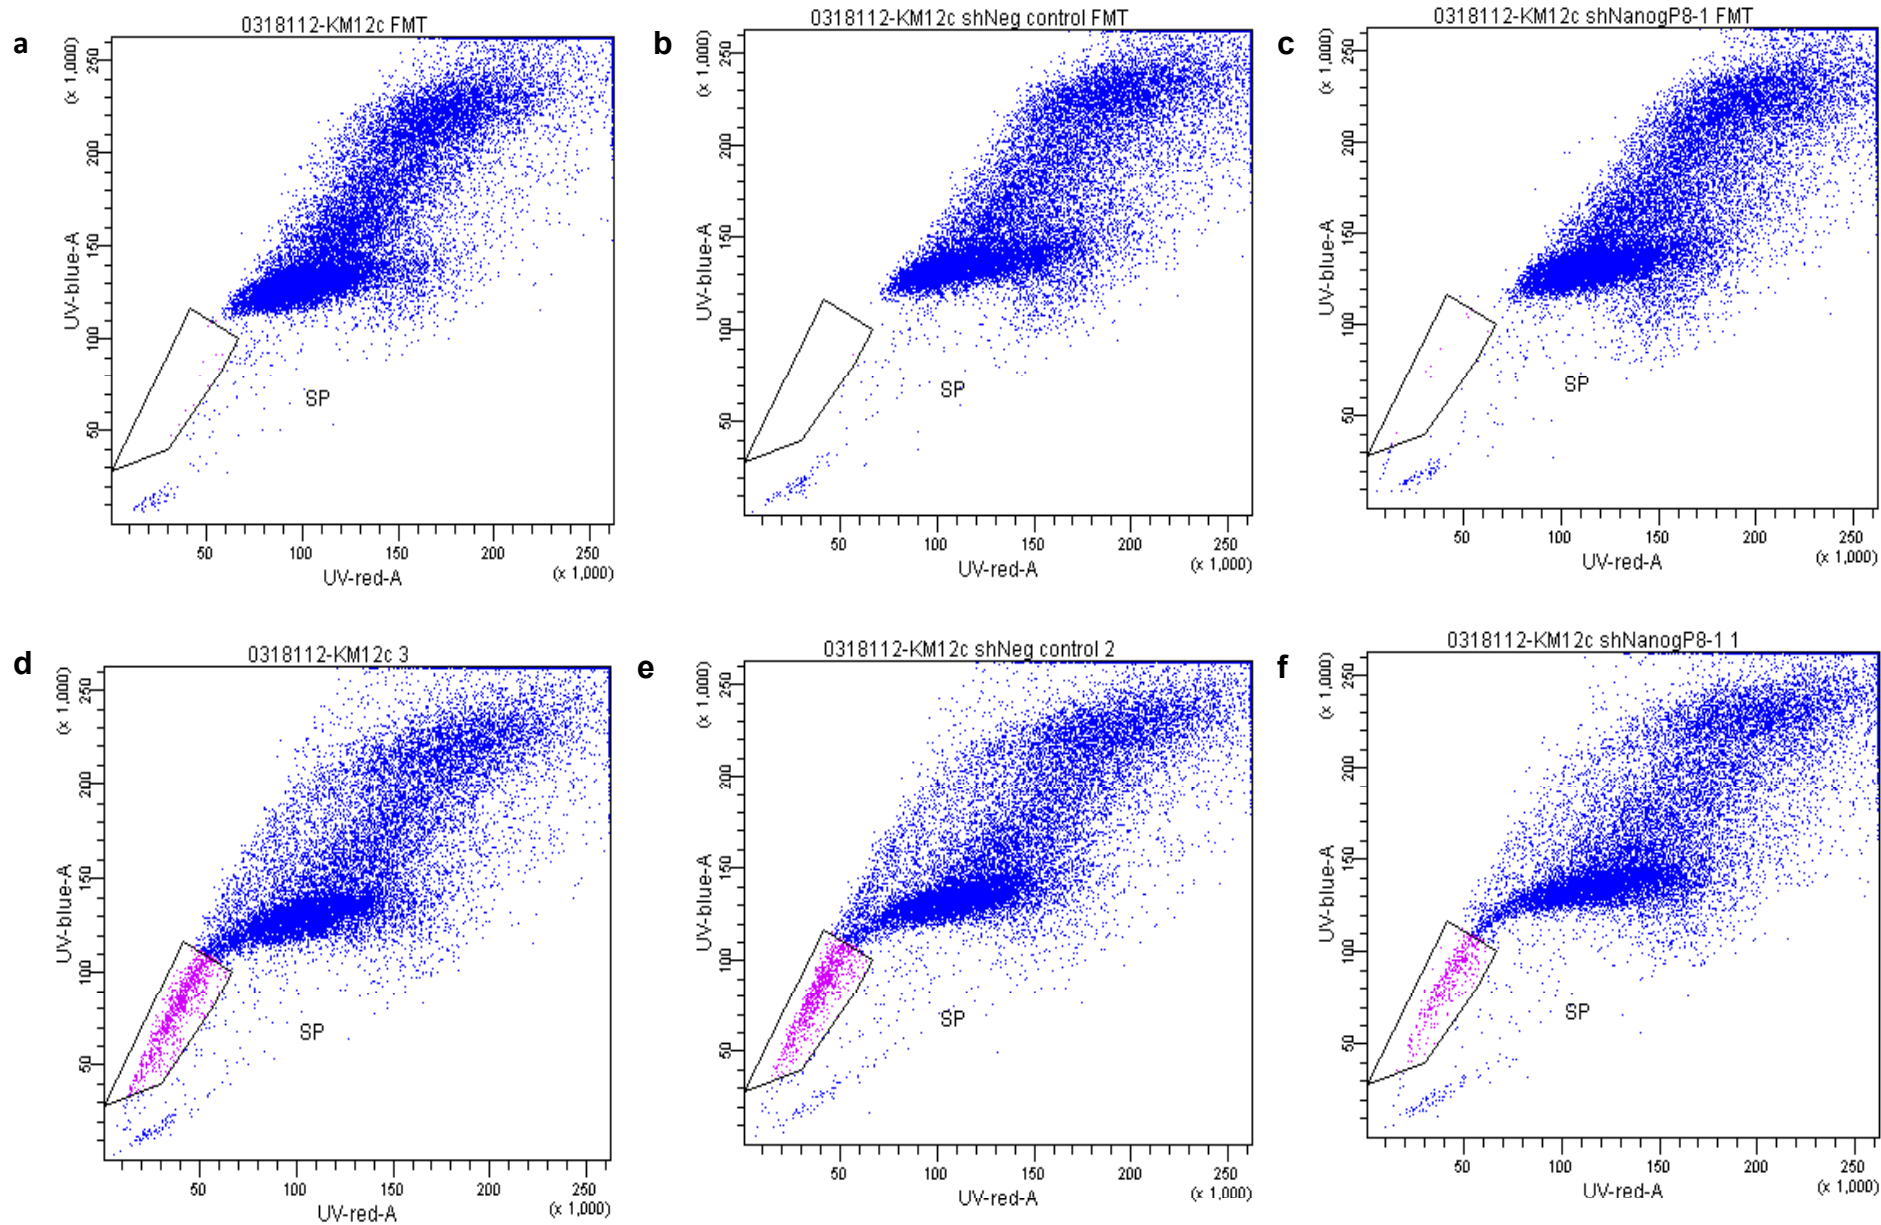 a
0318112-KM12c FMT
(x 1,000)
250
200
150
100
50
UV-blue-A
SP
50 100 150 200 250
(x 1,000)
UV-red-A
b
0318112-KM12c shNeg control FMT
(x 1,000)
250
200
150
100
50
UV-blue-A
SP
50 100 150 200 250
(x 1,000)
UV-red-A
c
0318112-KM12c shNanogP8-1 FMT
(x 1,000)
250
200
150
100
50
UV-blue-A
SP
50 100 150 200 250
(x 1,000)
UV-red-A
d
0318112-KM12c 3
(x 1,000)
250
200
150
100
50
UV-blue-A
SP
50 100 150 200 250
(x 1,000)
UV-red-A
e
0318112-KM12c shNeg control 2
(x 1,000)
250
200
150
100
50
UV-blue-A
SP
50 100 150 200 250
(x 1,000)
UV-red-A
f
0318112-KM12c shNanogP8-1 1
(x 1,000)
250
200
150
100
50
UV-blue-A
SP
50 100 150 200 250
(x 1,000)
UV-red-A